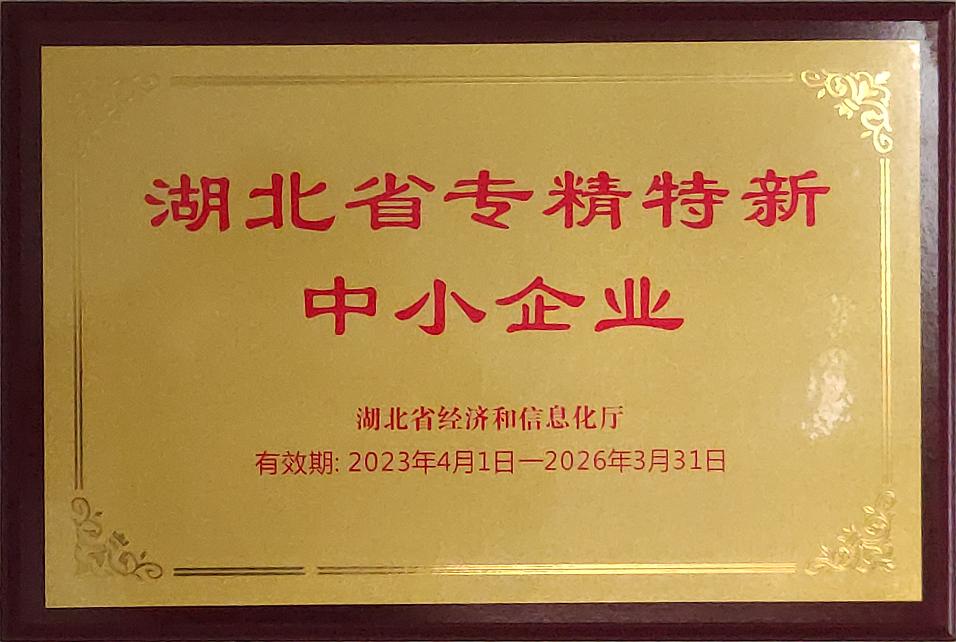 湖北省专精特新
中小企业
湖北省经济和信息化厅
有效期: 2023年4月1日—2026年3月31日